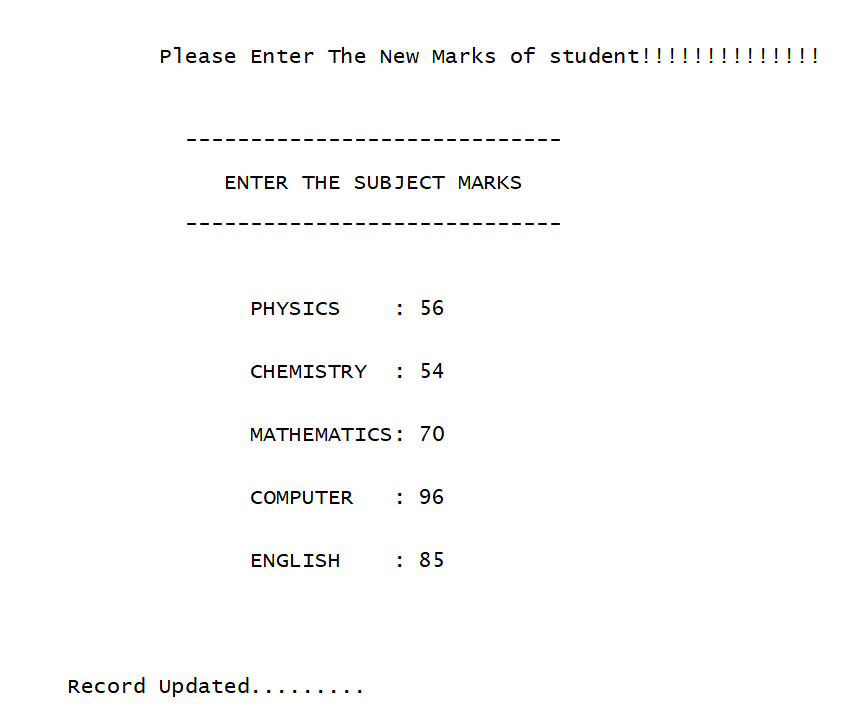 Please Enter The New Marks of student!!!!!!!!!!!!!!
-----------------------------
ENTER THE SUBJECT MARKS
-----------------------------
PHYSICS    : 56
CHEMISTRY  : 54
MATHEMATICS: 70
COMPUTER   : 96
ENGLISH    : 85
Record Updated.........